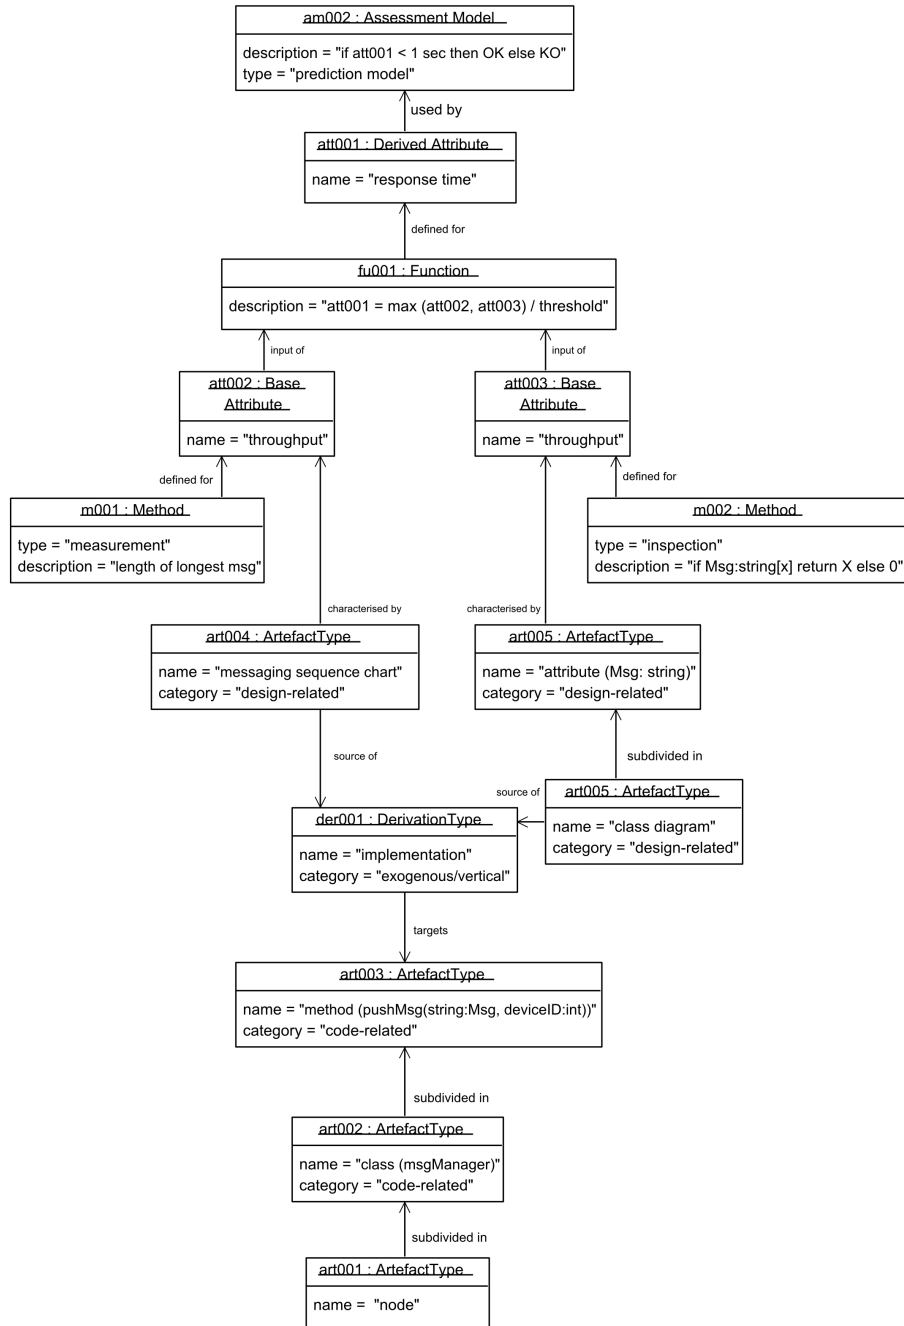 am002 : Assessment Model
description = "if att001 < 1 sec then OK else KO"
type = "prediction model"
used by
att001 : Derived Attribute
name = "response time"
defined for
fu001 : Function
description = "att001 = max (att002, att003) / threshold"
input of
input of
att002 : Base
Attribute
name = "throughput"
att003 : Base
Attribute
name = "throughput"
defined for
defined for
m001 : Method
type = "measurement"
description = "length of longest msg"
m002 : Method
type = "inspection"
description = "if Msg:string[x] return X else 0"
characterised by
characterised by
art004 : ArtefactType
name = "messaging sequence chart"
category = "design-related"
art005 : ArtefactType
name = "attribute (Msg: string)"
category = "design-related"
source of
subdivided in
source of
art005 : ArtefactType
name = "class diagram"
category = "design-related"
der001 : DerivationType
name = "implementation"
category = "exogenous/vertical"
targets
art003 : ArtefactType
name = "method (pushMsg(string:Msg, deviceID:int))"
category = "code-related"
subdivided in
art002 : ArtefactType
name = "class (msgManager)"
category = "code-related"
subdivided in
art001 : ArtefactType
name =  "node"